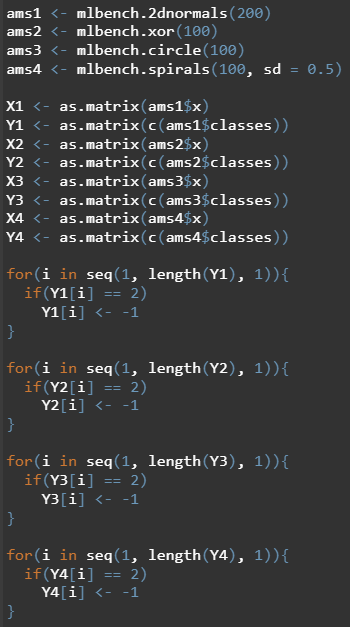 ams1 <- mlbench.2dnormals(200)
ams2 <- mlbench.xor(100)
ams3 <- mlbench.circle(100)
ams4 <- mlbench.spirals(100, sd = 0.5)

X1 <- as.matrix(ams1$x)
Y1 <- as.matrix(c(ams1$classes))
X2 <- as.matrix(ams2$x)
Y2 <- as.matrix(c(ams2$classes))
X3 <- as.matrix(ams3$x)
Y3 <- as.matrix(c(ams3$classes))
X4 <- as.matrix(ams4$x)
Y4 <- as.matrix(c(ams4$classes))

for(i in seq(1, length(Y1), 1)){
  if(Y1[i] == 2)
    Y1[i] <- -1
}

for(i in seq(1, length(Y2), 1)){
  if(Y2[i] == 2)
    Y2[i] <- -1
}

for(i in seq(1, length(Y3), 1)){
  if(Y3[i] == 2)
    Y3[i] <- -1
}

for(i in seq(1, length(Y4), 1)){
  if(Y4[i] == 2)
    Y4[i] <- -1
}